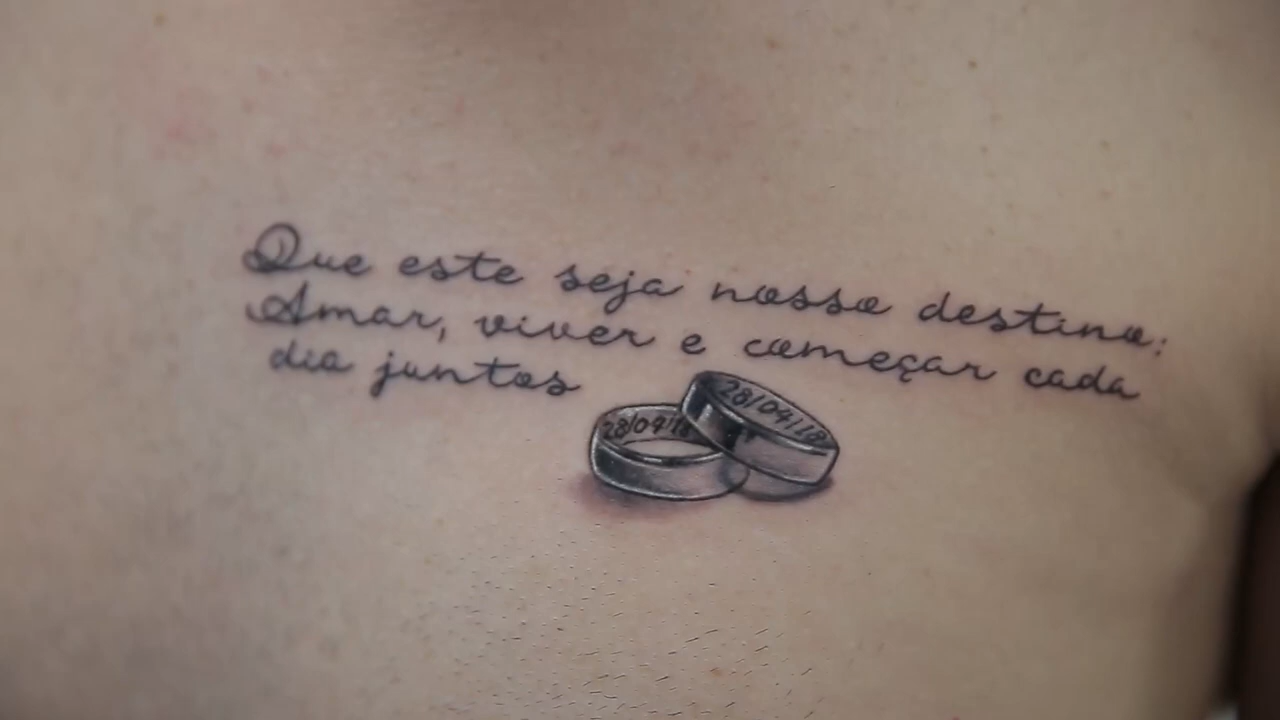 Que este seja nosso destino:
Amar, viver e começar cada
dia juntos
28/04/18
28/04/18